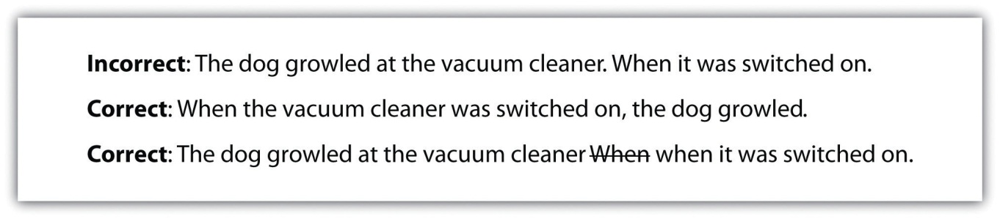 Incorrect: The dog growled at the vacuum cleaner. When it was switched on.
Correct: When the vacuum cleaner was switched on, the dog growled.
Correct: The dog growled at the vacuum cleaner When when it was switched on.